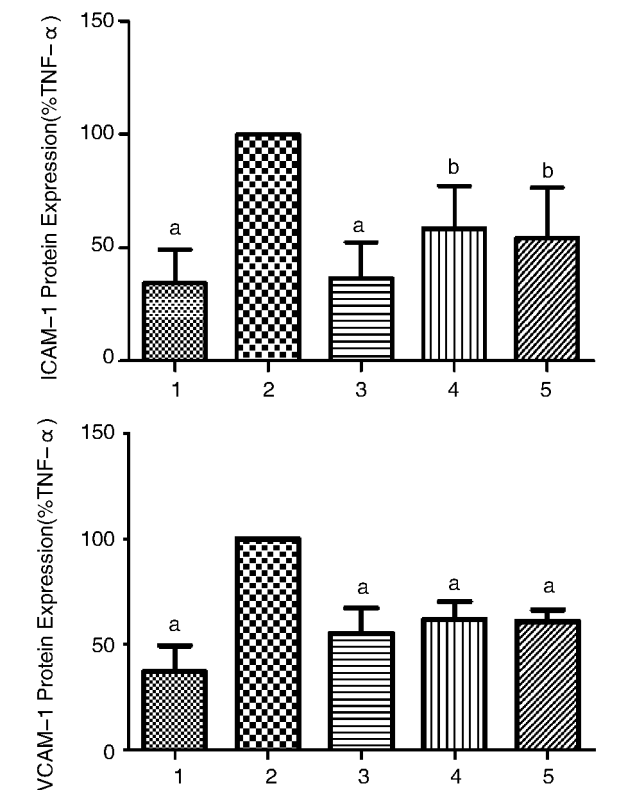 ICAM−1 Protein Expression(%TNF−α)
150
100
50
0
a
a
b
b
1 2 3 4 5
VCAM−1 Protein Expression(%TNF−α)
150
100
50
0
a
a
a
a
1 2 3 4 5